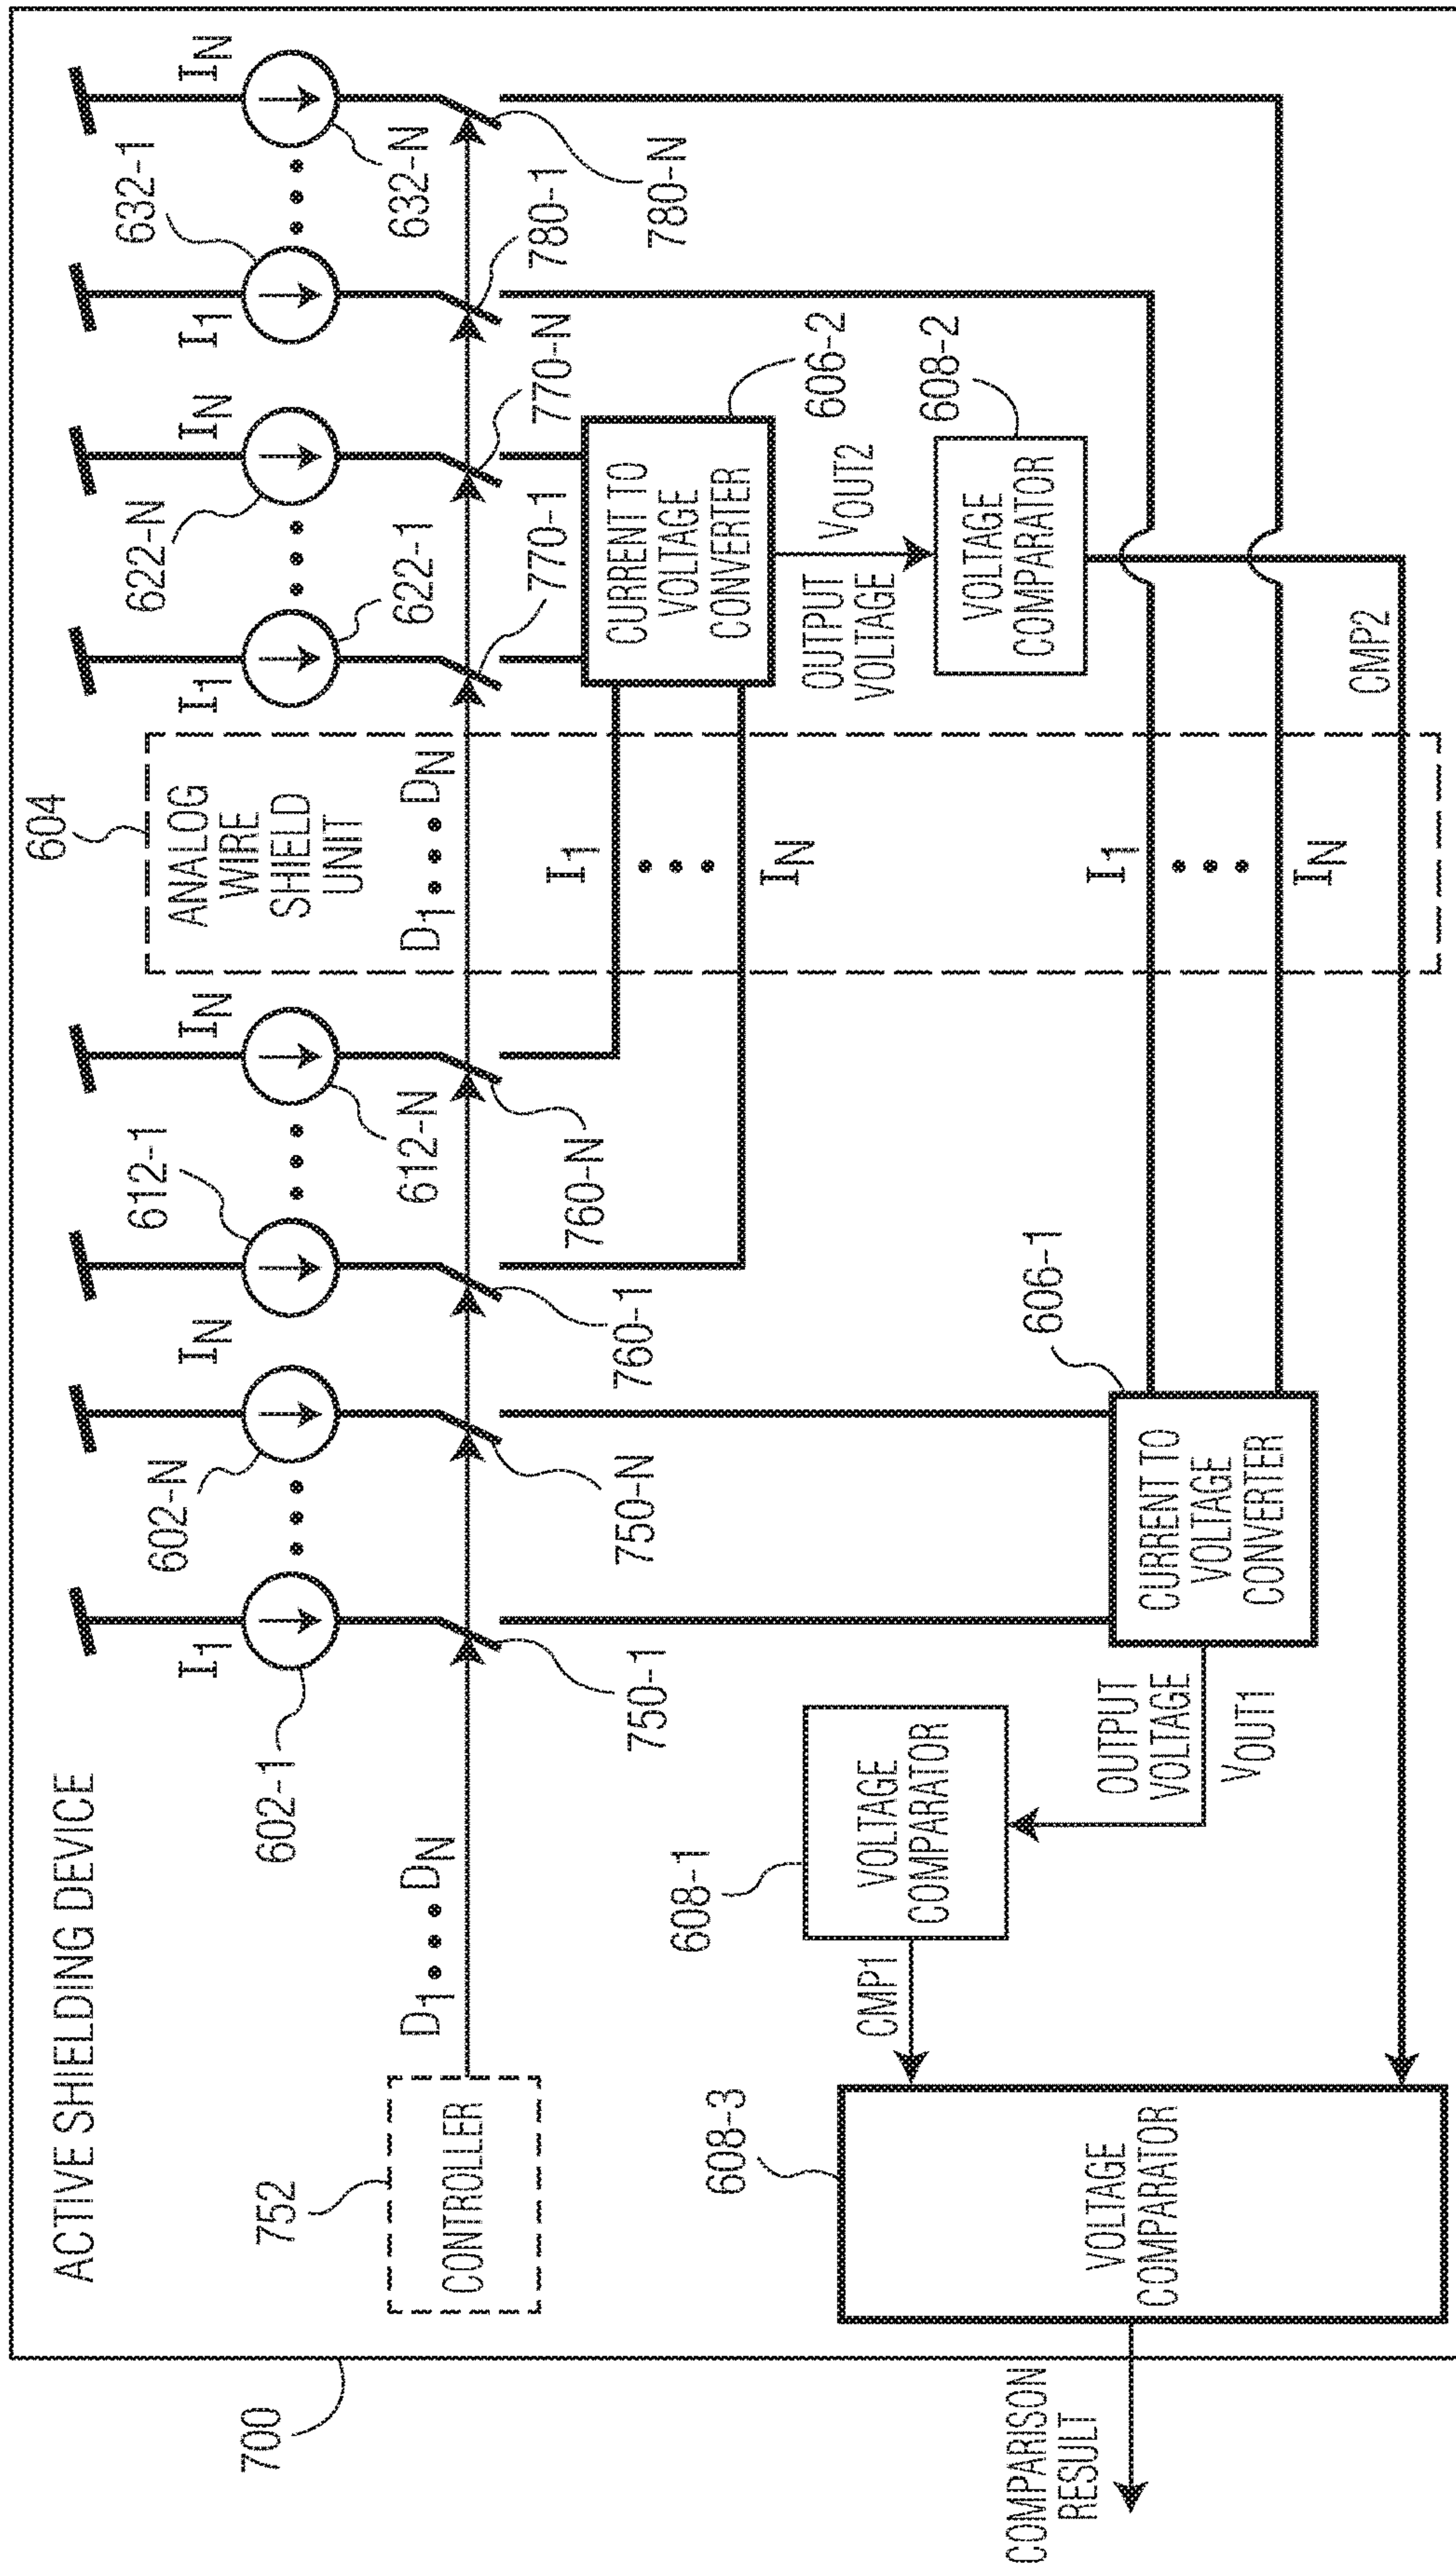 ACTIVE SHIELDING DEVICE
700
752
CONTROLLER
D1 • • • DN
602-1
I1
602-N
IN
612-1
612-N
IN
604
ANALOG
WIRE
SHIELD
UNIT
D1 • • • DN
I1
622-1
622-N
IN
I1
632-1
632-N
IN
750-1
750-N
760-1
760-N
770-1
770-N
780-1
780-N
I1
IN
CURRENT TO
VOLTAGE
CONVERTER
606-2
OUTPUT
VOLTAGE
VOUT2
VOLTAGE
COMPARATOR
608-2
I1
IN
CMP2
606-1
CURRENT TO
VOLTAGE
CONVERTER
OUTPUT
VOLTAGE
VOUT1
608-1
VOLTAGE
COMPARATOR
CMP1
608-3
VOLTAGE
COMPARATOR
COMPARISON
RESULT